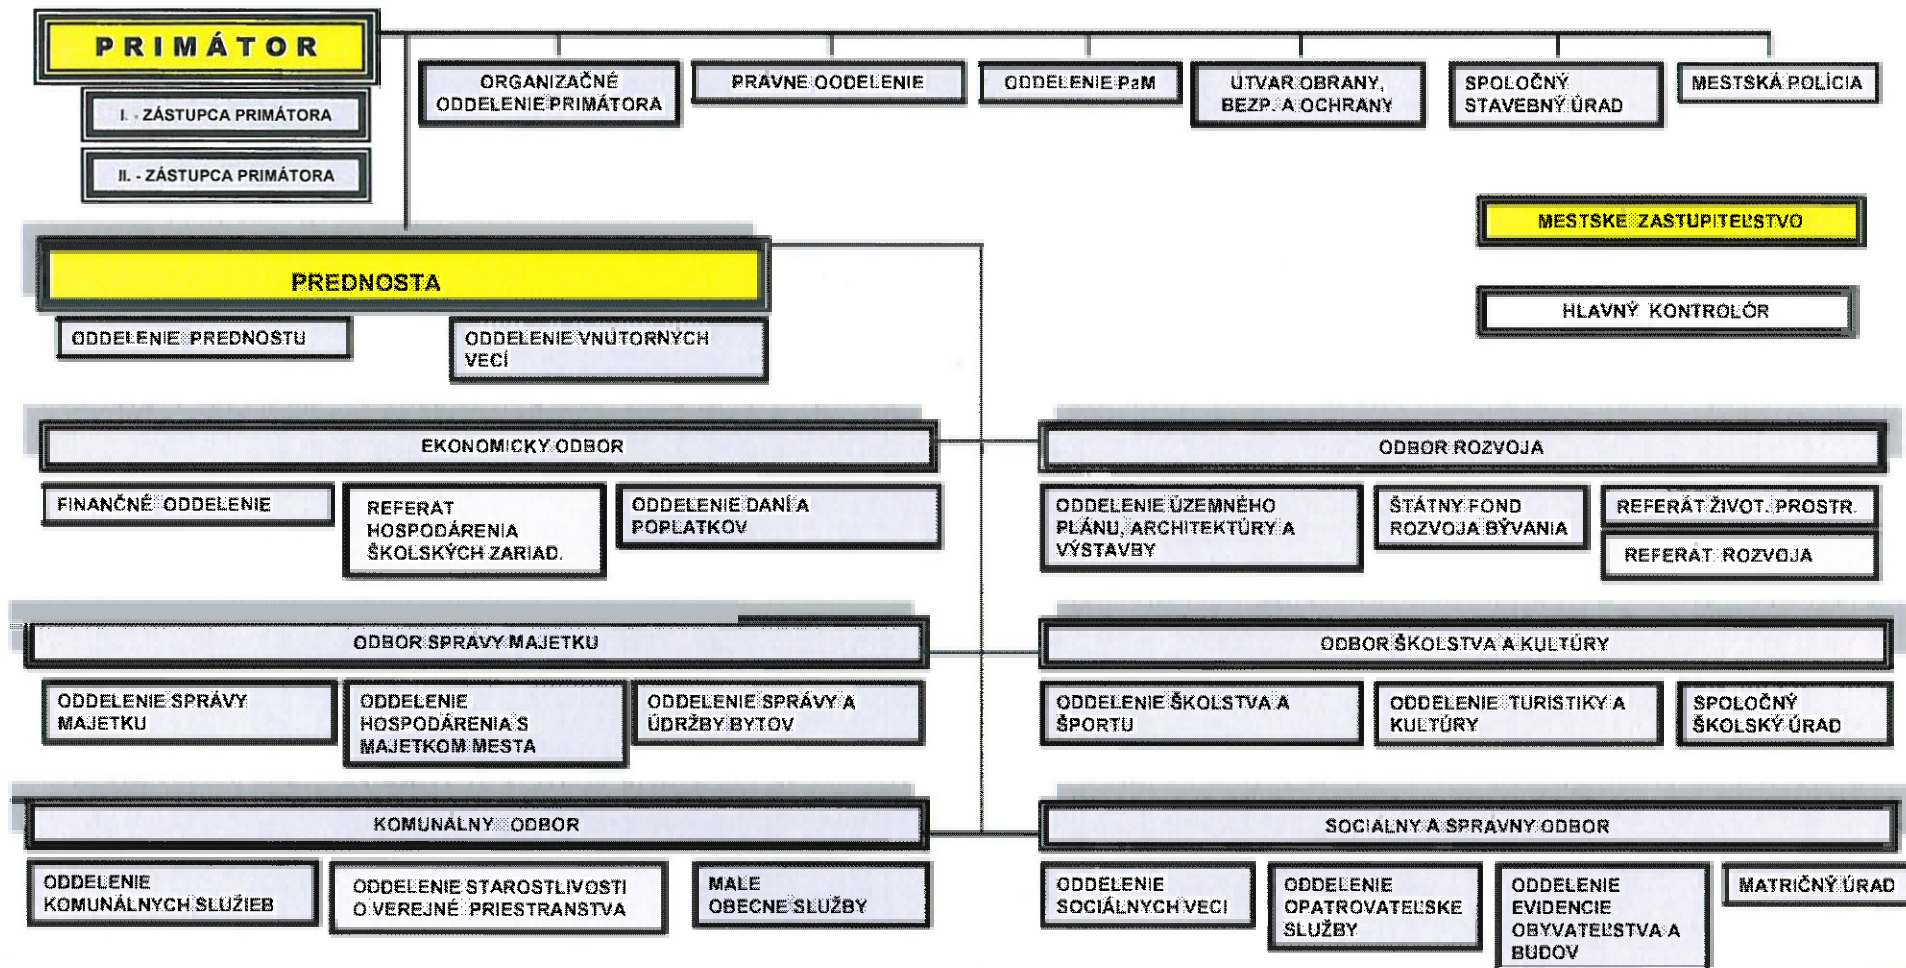 PRIMÁTOR
I. - ZÁSTUPCA PRIMÁTORA
II. - ZÁSTUPCA PRIMÁTORA
ORGANIZAČNÉ
ODDELENIE PRIMÁTORA
PRÁVNE OODELENIE
ODDELENIE PzM
ÚTVAR OBRANY,
BEZP. A OCHRANY
SPOLOČNÝ
STAVEBNÝ ÚRAD
MESTSKÁ POLÍCIA
MESTSKÉ ZASTUPITEĽSTVO
HLAVNÝ KONTROLÓR
PREDNOSTA
ODDELENIE PREDNOSTU
ODDELENIE VNÚTORNÝCH
VECÍ
EKONOMICKÝ ODBOR
FINANČNÉ ODDELENIE
REFERÁT
HOSPODÁRENIA
ŠKOLSKÝCH ZARIAD.
ODDELENIE DANÍ A
POPLATKOV
ODBOR ROZVOJA
ODDELENIE ÚZEMNÉHO
PLÁNU, ARCHITEKTÚRY A
VÝSTAVBY
ŠTÁTNY FOND
ROZVOJA BÝVANIA
REFERÁT ŽIVOT. PROSTR.
REFERÁT ROZVOJA
ODBOR SPRÁVY MAJETKU
ODDELENIE SPRÁVY
MAJETKU
ODDELENIE
HOSPODÁRENIA S
MAJETKOM MESTA
ODDELENIE SPRÁVY A
ÚDRŽBY BYTOV
ODBOR ŠKOLSTVA A KULTÚRY
ODDELENIE ŠKOLSTVA A
ŠPORTU
ODDELENIE TURISTIKY A
KULTÚRY
SPOLOČNÝ
ŠKOLSKÝ ÚRAD
KOMUNÁLNY ODBOR
ODDELENIE
KOMUNÁLNYCH SLUŽIEB
ODDELENIE STAROSTLIVOSTI
O VEREJNÉ PRIESTRANSTVA
MALÉ
OBECNÉ SLUŽBY
SOCIÁLNY A SPRÁVNY ODBOR
ODDELENIE
SOCIÁLNYCH VECÍ
ODDELENIE
OPATROVATEĽSKÉ
SLUŽBY
ODDELENIE
EVIDENCIE
OBYVATEĽSTVA A
BUDOV
MATRIČNÝ ÚRAD